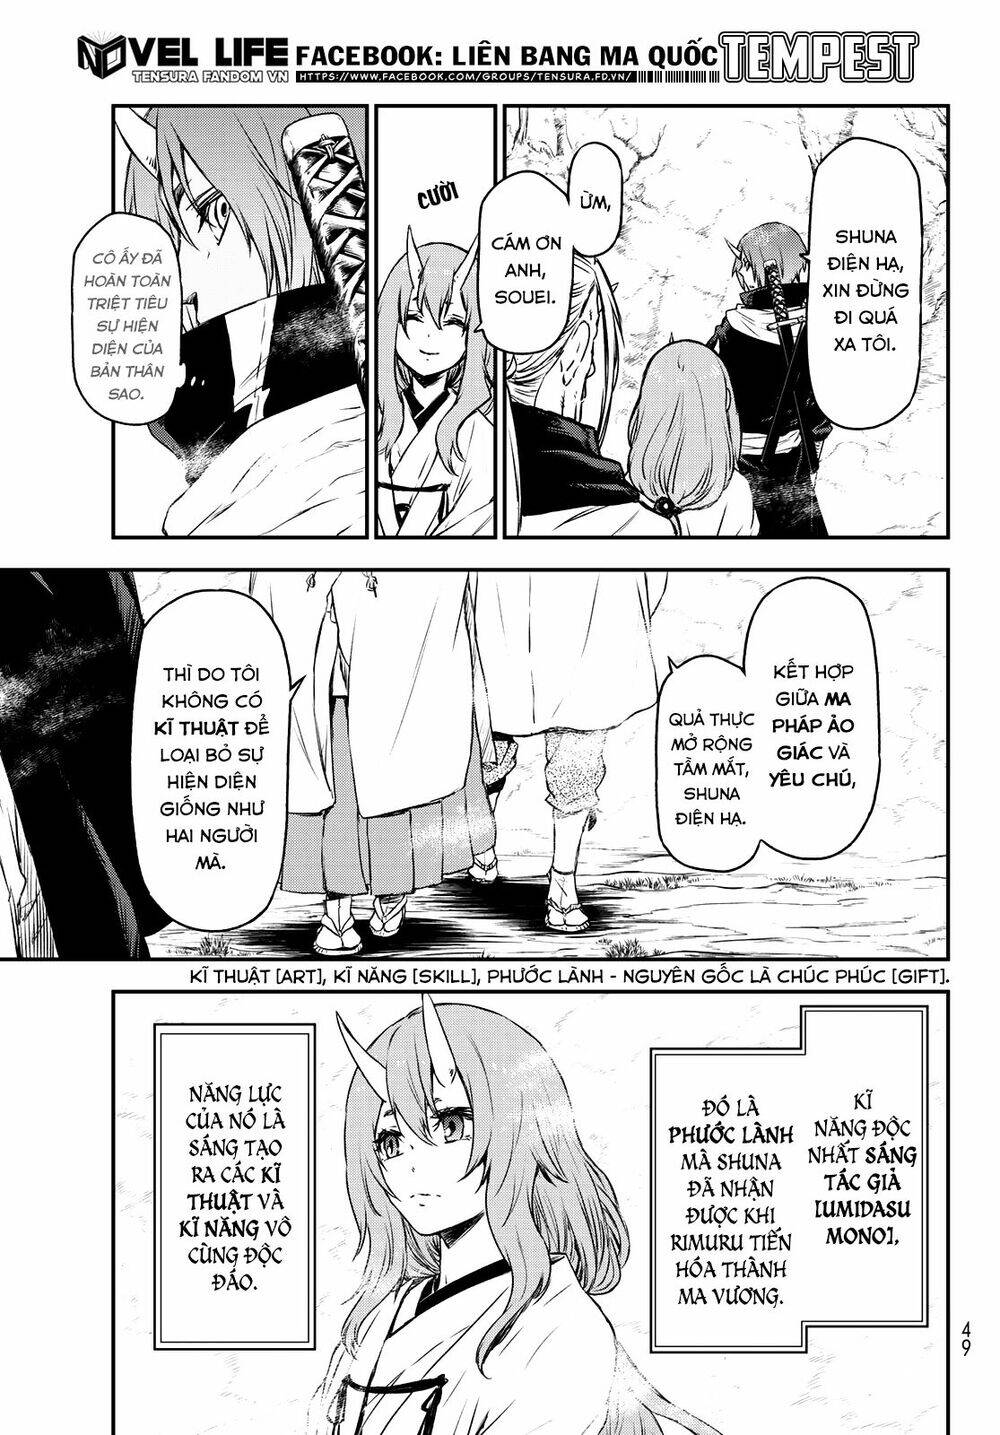 NOVEL LIFE
TENSURA FANDOM VN
FACEBOOK: LIÊN BANG MA QUỐC
HTTPS://WWW.FACEBOOK.COM/GROUPS/TENSURA.FD.VN/
TEMPEST
SHUNA
ĐIỆN HẠ,
XIN ĐỪNG
ĐI QUÁ
XA TÔI.
ỪM,
CÁM ƠN
ANH,
SOUEI.
CƯỜI
CÔ ẤY ĐÃ
HOÀN TOÀN
TRIỆT TIÊU
SỰ HIỆN
DIỆN CỦA
BẢN THÂN
SAO.
KẾT HỢP
GIỮA MA
PHÁP ẢO
GIÁC VÀ
YÊU CHÚ,
QUẢ THỰC
MỞ RỘNG
TẦM MẮT,
SHUNA
ĐIỆN HẠ.
THÌ DO TÔI
KHÔNG CÓ
KĨ THUẬT ĐỂ
LOẠI BỎ SỰ
HIỆN DIỆN
GIỐNG NHƯ
HAI NGƯỜI
MÀ.
KĨ THUẬT [ART], KĨ NĂNG [SKILL], PHƯỚC LÀNH - NGUYÊN GỐC LÀ CHÚC PHÚC [GIFT].
KĨ
NĂNG ĐỘC
NHẤT SÁNG
TÁC GIẢ
[UMIDASU
MONO],
ĐÓ LÀ
PHƯỚC LÀNH
MÀ SHUNA
ĐÃ NHẬN
ĐƯỢC KHI
RIMURU TIẾN
HÓA THÀNH
MA VƯƠNG.
NĂNG LỰC
CỦA NÓ LÀ
SÁNG TẠO
RA CÁC KĨ
THUẬT VÀ
KĨ NĂNG VÔ
CÙNG ĐỘC
ĐÁO.
49